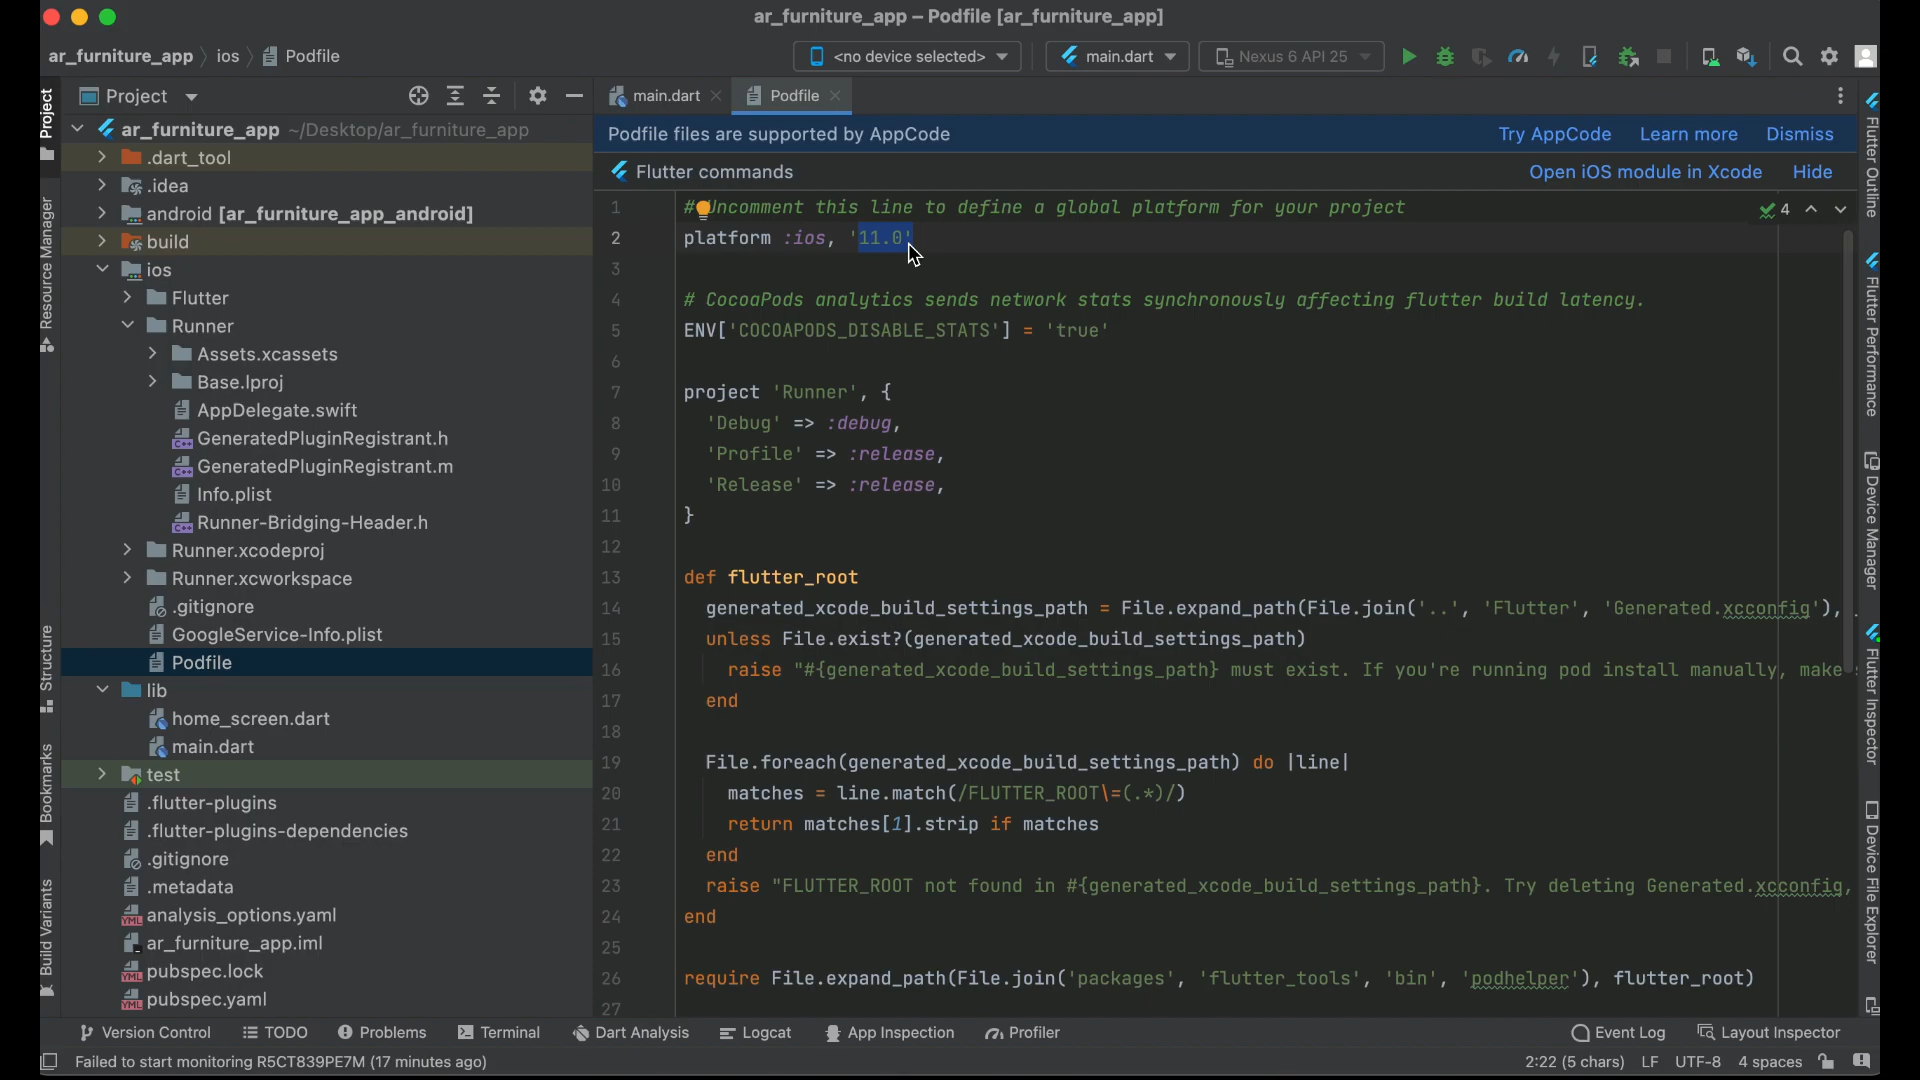 ar_furniture_app – Podfile [ar_furniture_app]
ar_furniture_app ios Podfile
<no device selected> main.dart Nexus 6 API 25
Project
main.dart Podfile
ar_furniture_app ~/Desktop/ar_furniture_app
.dart_tool
.idea
android [ar_furniture_app_android]
build
ios
Flutter
Runner
Assets.xcassets
Base.lproj
AppDelegate.swift
GeneratedPluginRegistrant.h
GeneratedPluginRegistrant.m
Info.plist
Runner-Bridging-Header.h
Runner.xcodeproj
Runner.xcworkspace
.gitignore
GoogleService-Info.plist
Podfile
lib
home_screen.dart
main.dart
test
.flutter-plugins
.flutter-plugins-dependencies
.gitignore
.metadata
analysis_options.yaml
ar_furniture_app.iml
pubspec.lock
pubspec.yaml
Project
Resource Manager
Structure
Bookmarks
Build Variants
Podfile files are supported by AppCode Try AppCode Learn more Dismiss
Flutter commands Open iOS module in Xcode Hide
4
1 # Uncomment this line to define a global platform for your project
2 platform :ios, '11.0'
3
4 # CocoaPods analytics sends network stats synchronously affecting flutter build latency.
5 ENV['COCOAPODS_DISABLE_STATS'] = 'true'
6
7 project 'Runner', {
8 'Debug' => :debug,
9 'Profile' => :release,
10 'Release' => :release,
11 }
12
13 def flutter_root
14 generated_xcode_build_settings_path = File.expand_path(File.join('..', 'Flutter', 'Generated.xcconfig'),
15 unless File.exist?(generated_xcode_build_settings_path)
16 raise "#{generated_xcode_build_settings_path} must exist. If you're running pod install manually, make
17 end
18
19 File.foreach(generated_xcode_build_settings_path) do |line|
20 matches = line.match(/FLUTTER_ROOT\=(.*)/)
21 return matches[1].strip if matches
22 end
23 raise "FLUTTER_ROOT not found in #{generated_xcode_build_settings_path}. Try deleting Generated.xcconfig,
24 end
25
26 require File.expand_path(File.join('packages', 'flutter_tools', 'bin', 'podhelper'), flutter_root)
27
Flutter Outline
Flutter Performance
Device Manager
Flutter Inspector
Device File Explorer
Version Control TODO Problems Terminal Dart Analysis Logcat App Inspection Profiler Event Log Layout Inspector
Failed to start monitoring R5CT839PE7M (17 minutes ago) 2:22 (5 chars) LF UTF-8 4 spaces